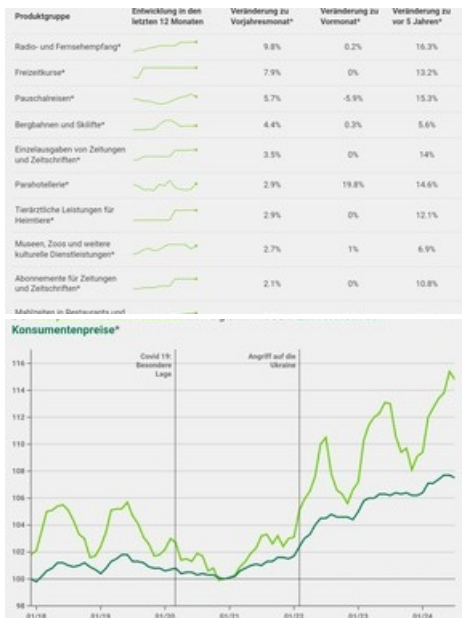 Produktgruppe Entwicklung in den letzten 12 Monaten Veränderung zu Vorjahresmonat* Veränderung zu Vormonat* Veränderung zu vor 5 Jahren*
Radio- und Fernsehempfang* 9.8% 0.2% 16.3%
Freizeitkurse* 7.9% 0% 13.2%
Pauschalreisen* 5.7% -5.9% 15.3%
Bergbahnen und Skilifte* 4.4% 0.3% 5.6%
Einzelausgaben von Zeitungen
und Zeitschriften* 3.5% 0% 14%
Parahotellerie* 2.9% 19.8% 14.6%
Tierärztliche Leistungen für
Heimtiere* 2.9% 0% 12.1%
Museen, Zoos und weitere
kulturelle Dienstleistungen* 2.7% 1% 6.9%
Abonnemente für Zeitungen
und Zeitschriften* 2.1% 0% 10.8%
Mahlzeiten in Restaurants und
Konsumentenpreise*
Covid 19:
Besondere
Lage
Angriff auf die
Ukraine
116
114
112
110
108
106
104
102
100
98
01/18 01/19 01/20 01/21 01/22 01/23 01/24